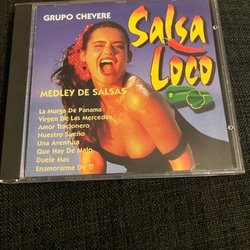 GRUPO CHEVERE
Salsa
Loco
MEDLEY DE SALSAS
La Murga De Panama
Virgen De Las Mercedes
Amor Traicionero
Nuestro Sueño
Una Aventura
Que Hay De Malo
Duele Mas
Enamorarme De Ti